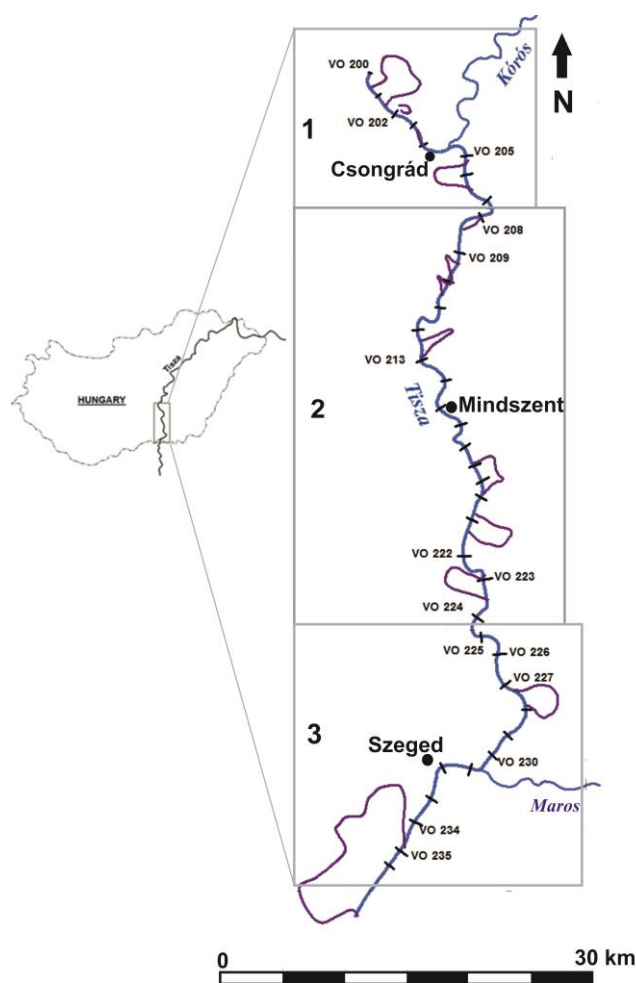 VO 200
Kőrős
N
1
VO 202
VO 205
Csongrád
VO 208
VO 209
Tisza
HUNGARY
VO 213
Tisza
Mindszent
2
VO 222
VO 223
VO 224
VO 225
VO 226
VO 227
3
Szeged
VO 230
Maros
VO 234
VO 235
0
30 km